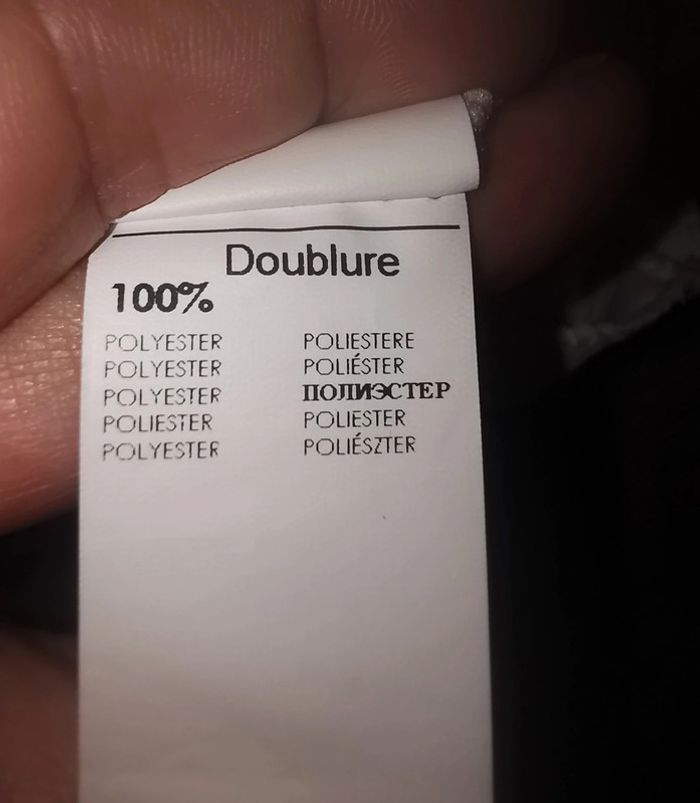 Doublure
100%
POLYESTER POLIESTERE
POLYESTER POLIÉSTER
POLYESTER ПОЛИЭСТЕР
POLIESTER POLIESTER
POLYESTER POLIÉSZTER